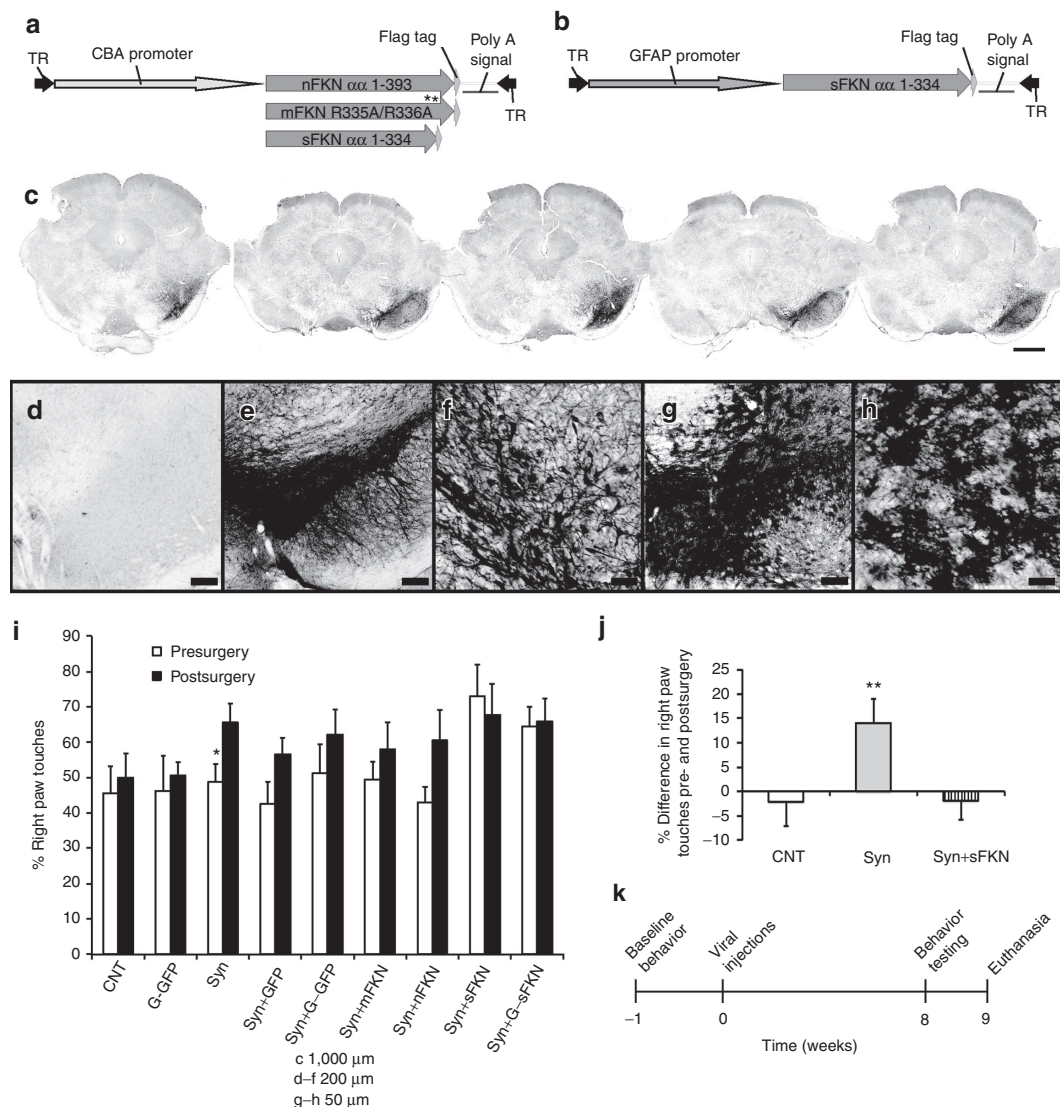 a
TR
CBA promoter
Flag tag
Poly A
signal
nFKN αα 1-393
**
mFKN R335A/R336A
sFKN αα 1-334
TR
b
TR
GFAP promoter
Flag tag
Poly A
signal
sFKN αα 1-334
TR
c
d
e
f
g
h
i
% Right paw touches
90
80
70
60
50
40
30
20
10
0
Presurgery
Postsurgery
*
CNT
G-GFP
Syn
Syn+GFP
Syn+G–GFP
Syn+mFKN
Syn+nFKN
Syn+sFKN
Syn+G–sFKN
c 1,000 μm
d–f 200 μm
g–h 50 μm
j
% Difference in right paw
touches pre- and postsurgery
25
20
15
10
5
0
–5
–10
**
CNT
Syn
Syn+sFKN
k
Baseline
behavior
Viral
injections
Behavior
testing
Euthanasia
–1
0
8
9
Time (weeks)